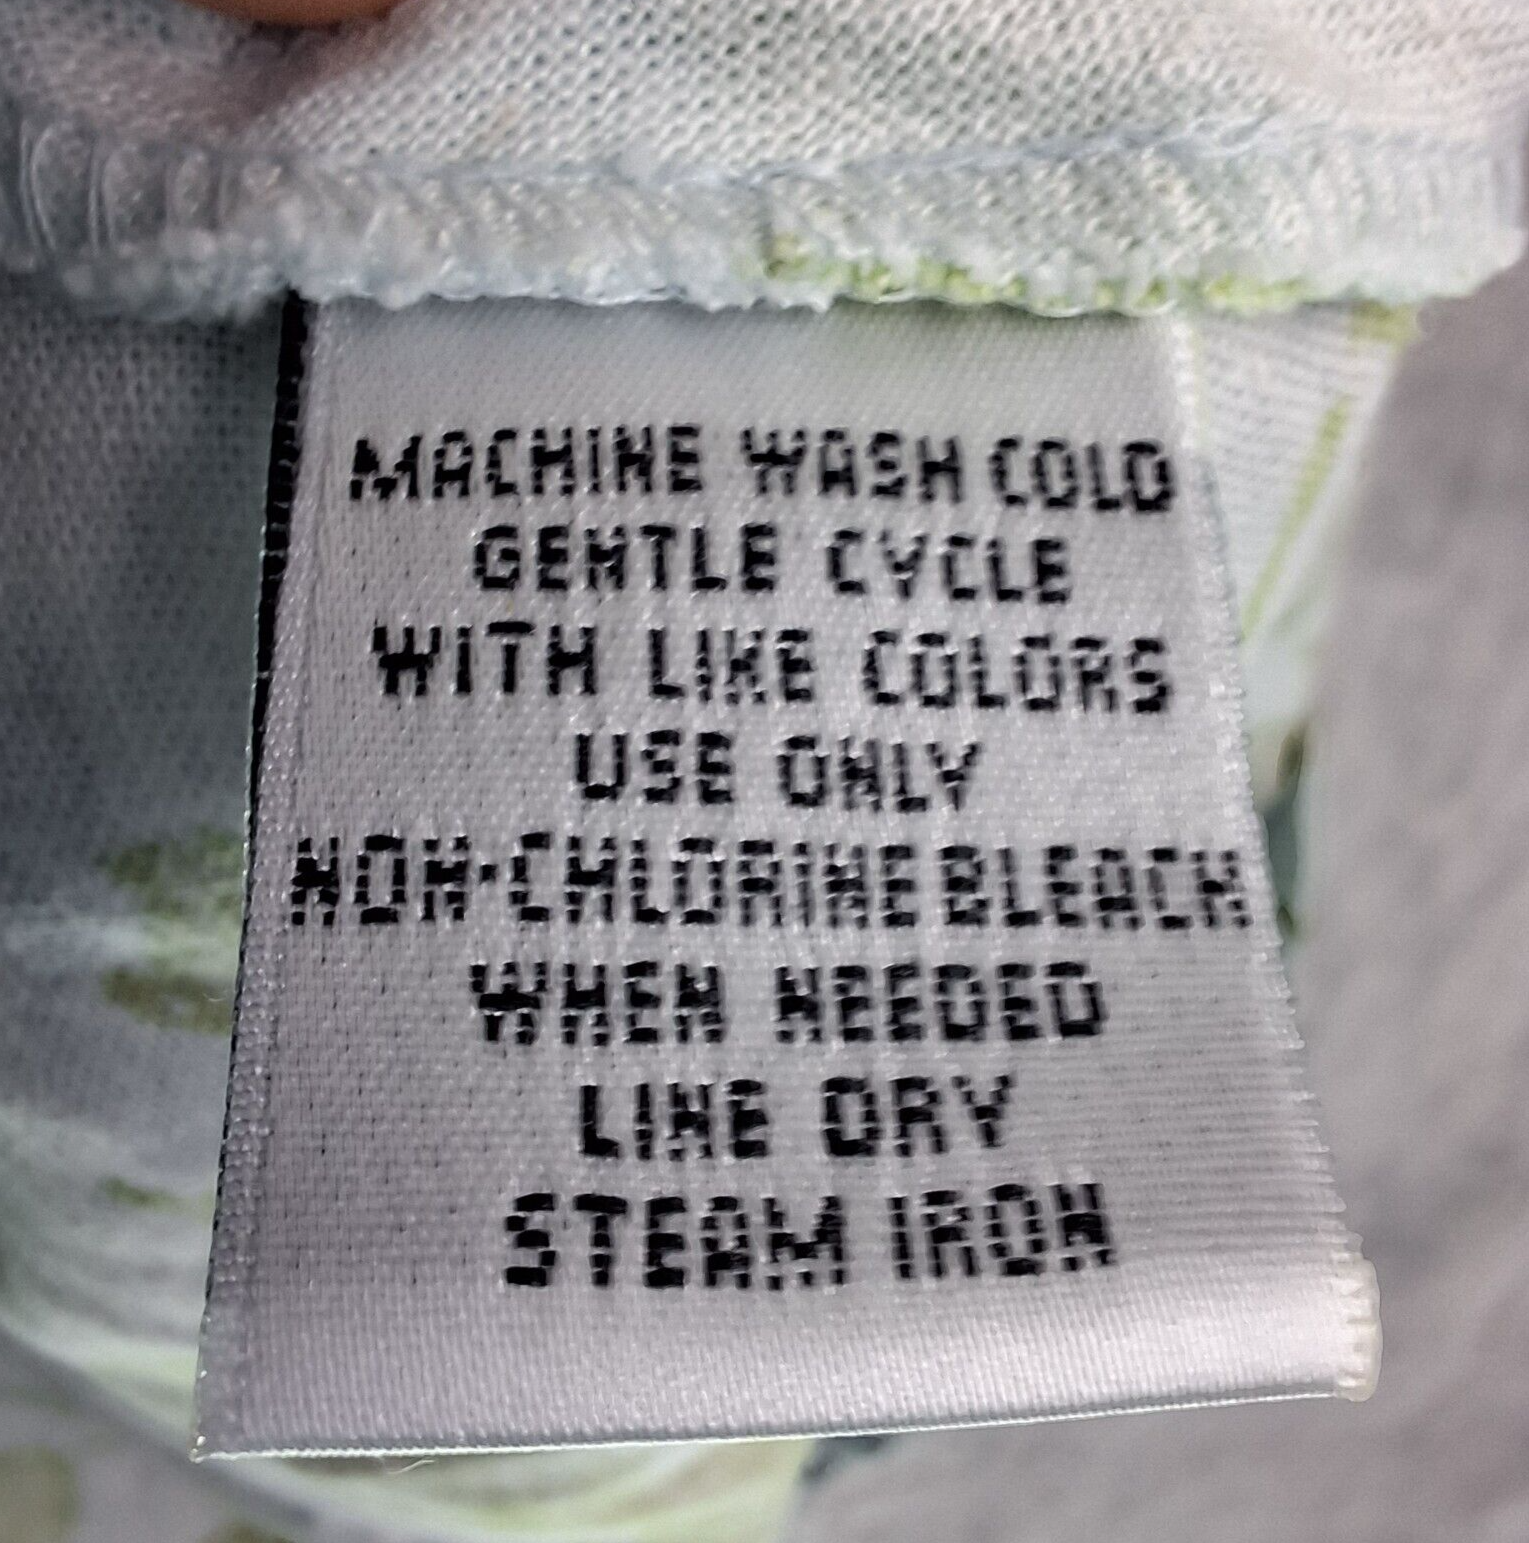 MACHINE WASH COLD
GENTLE CYCLE
WITH LIKE COLORS
USE ONLY
NON-CHLORINE BLEACH
WHEN NEEDED
LINE DRY
STEAM IRON